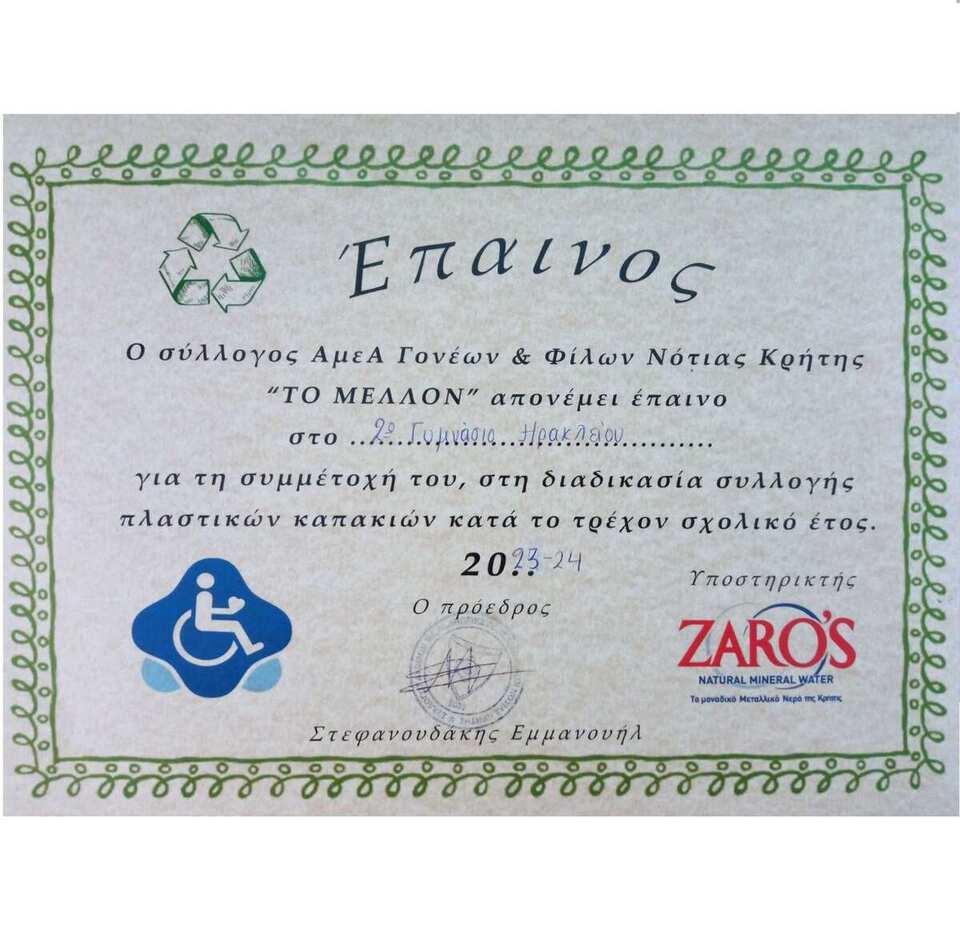 Έπαινος
Ο σύλλογος ΑμεΑ Γονέων & Φίλων Νότιας Κρήτης
“ΤΟ ΜΕΛΛΟΝ” απονέμει έπαινο
στο ...2ο Γυμνάσιο Ηρακλείου...
για τη συμμέτοχή του, στη διαδικασία συλλογής
πλαστικών καπακιών κατά το τρέχον σχολικό έτος.
20..23-24
Υποστηρικτής
Ο πρόεδρος
ZARO'S
NATURAL MINERAL WATER
Το μοναδικό Μεταλλικό Νερό της Κρήτης
Στεφανουδάκης Εμμανουήλ